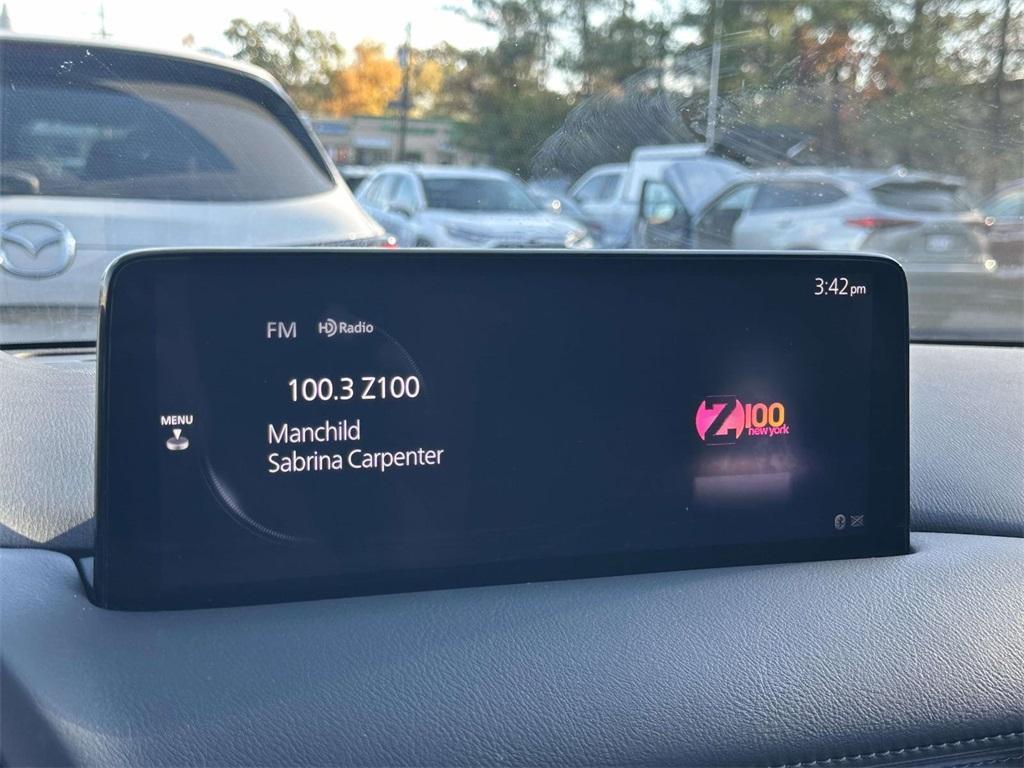 3:42 pm
FM HD Radio
100.3 Z100
MENU
Manchild
Sabrina Carpenter
Z100
new york